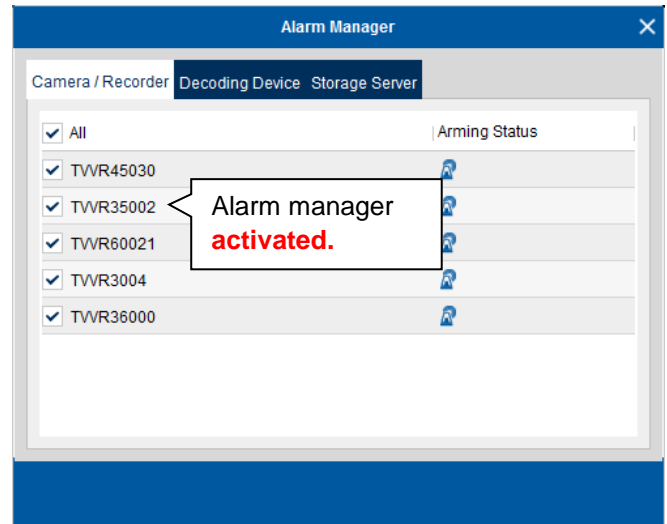 Alarm Manager
Camera / Recorder Decoding Device Storage Server
All Arming Status
TVVR45030
TVVR35002
Alarm manager
activated.
TVVR60021
TVVR3004
TVVR36000